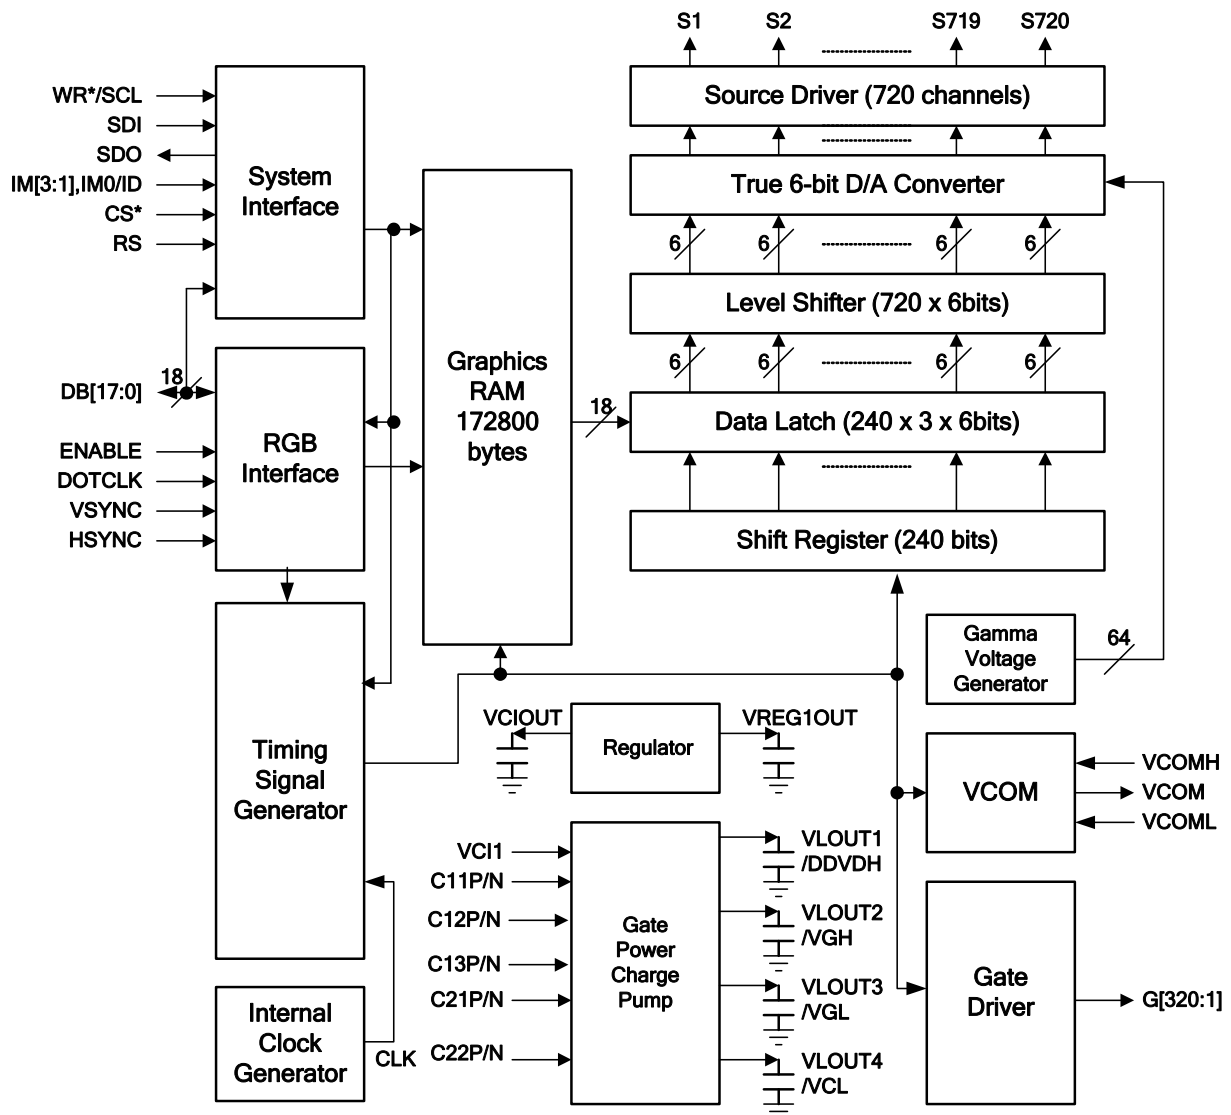 S1
S2
S719
S720
Source Driver (720 channels)
True 6-bit D/A Converter
6
6
6
6
Level Shifter (720 x 6bits)
6
6
6
6
Data Latch (240 x 3 x 6bits)
Shift Register (240 bits)
WR*/SCL
SDI
SDO
IM[3:1],IM0/ID
CS*
RS
System
Interface
DB[17:0]
18
ENABLE
DOTCLK
VSYNC
HSYNC
RGB
Interface
Graphics
RAM
172800
bytes
18
Timing
Signal
Generator
Internal
Clock
Generator
CLK
Gamma
Voltage
Generator
64
VCIOUT
Regulator
VREG1OUT
VCOM
VCOMH
VCOM
VCOML
VCI1
C11P/N
C12P/N
C13P/N
C21P/N
C22P/N
Gate
Power
Charge
Pump
VLOUT1
/DDVDH
VLOUT2
/VGH
VLOUT3
/VGL
VLOUT4
/VCL
Gate
Driver
G[320:1]